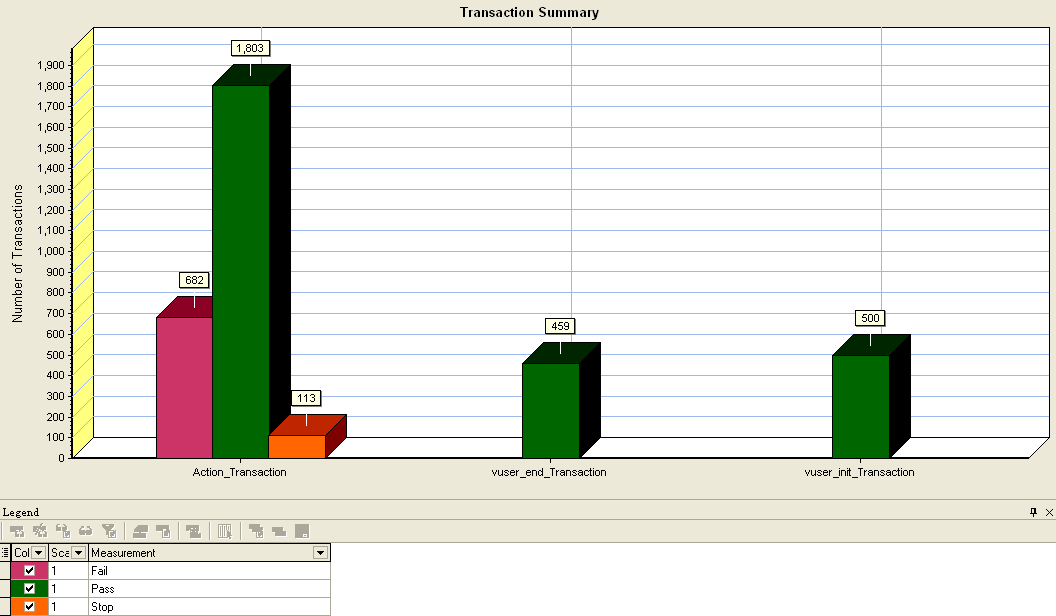 Transaction Summary
1,803
1,900
1,800
1,700
1,600
1,500
1,400
1,300
1,200
1,100
1,000
900
800
700
600
500
400
300
200
100
0
Number of Transactions
682
113
459
500
Action_Transaction
vuser_end_Transaction
vuser_init_Transaction
Legend
Col Sca Measurement
1 Fail
1 Pass
1 Stop